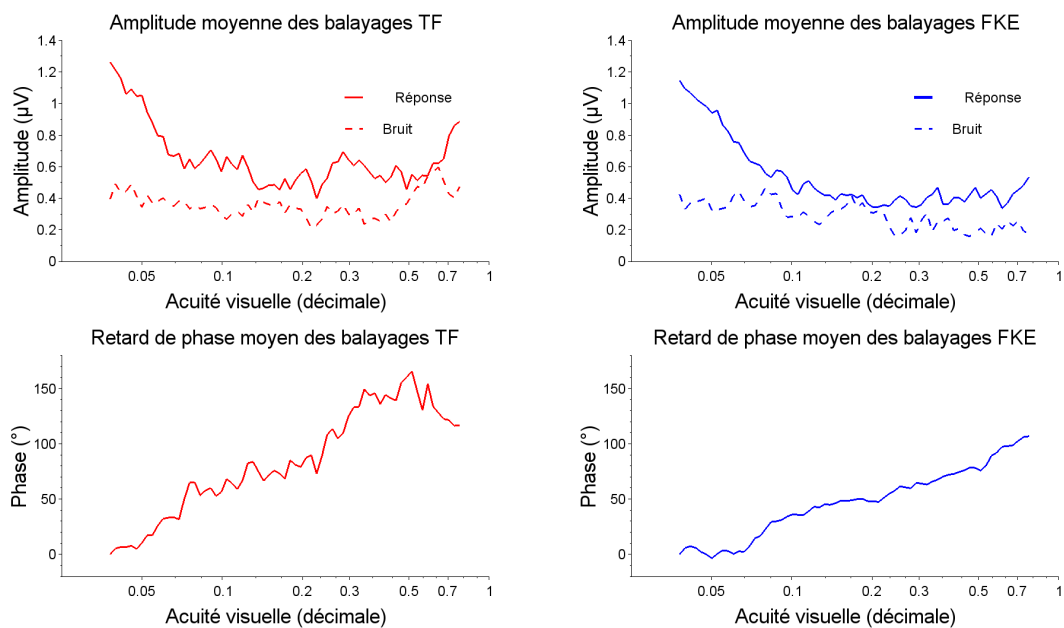 Amplitude moyenne des balayages TF
1.4
1.2
1
0.8
0.6
0.4
0.2
0
Amplitude (µV)
Réponse
Bruit
0.05 0.1 0.2 0.3 0.5 0.7 1
Acuité visuelle (décimale)
Amplitude moyenne des balayages FKE
1.4
1.2
1
0.8
0.6
0.4
0.2
0
Amplitude (µV)
Réponse
Bruit
0.05 0.1 0.2 0.3 0.5 0.7 1
Acuité visuelle (décimale)
Retard de phase moyen des balayages TF
150
100
50
0
Phase (°)
0.05 0.1 0.2 0.3 0.5 0.7 1
Acuité visuelle (décimale)
Retard de phase moyen des balayages FKE
150
100
50
0
Phase (°)
0.05 0.1 0.2 0.3 0.5 0.7 1
Acuité visuelle (décimale)